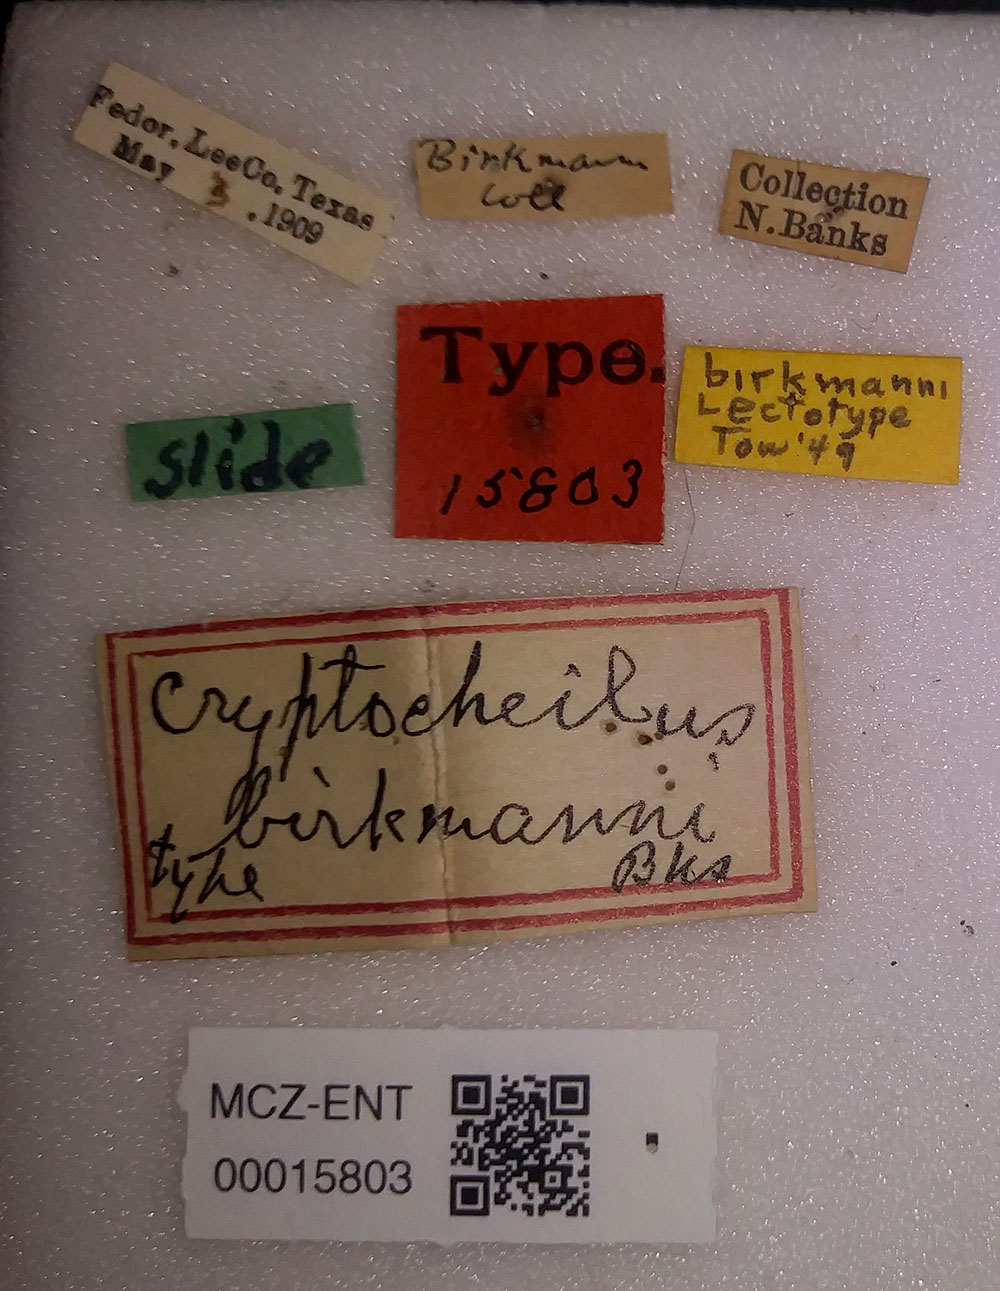 Fedor, LeeCo, Texas
May 3 .1909
Birkmann
Coll
Collection
N.Banks
slide
Type.
15803
birkmanni
Lectotype
Tow '49
Cryptocheilus
birkmanni
type
Bks
MCZ-ENT
00015803